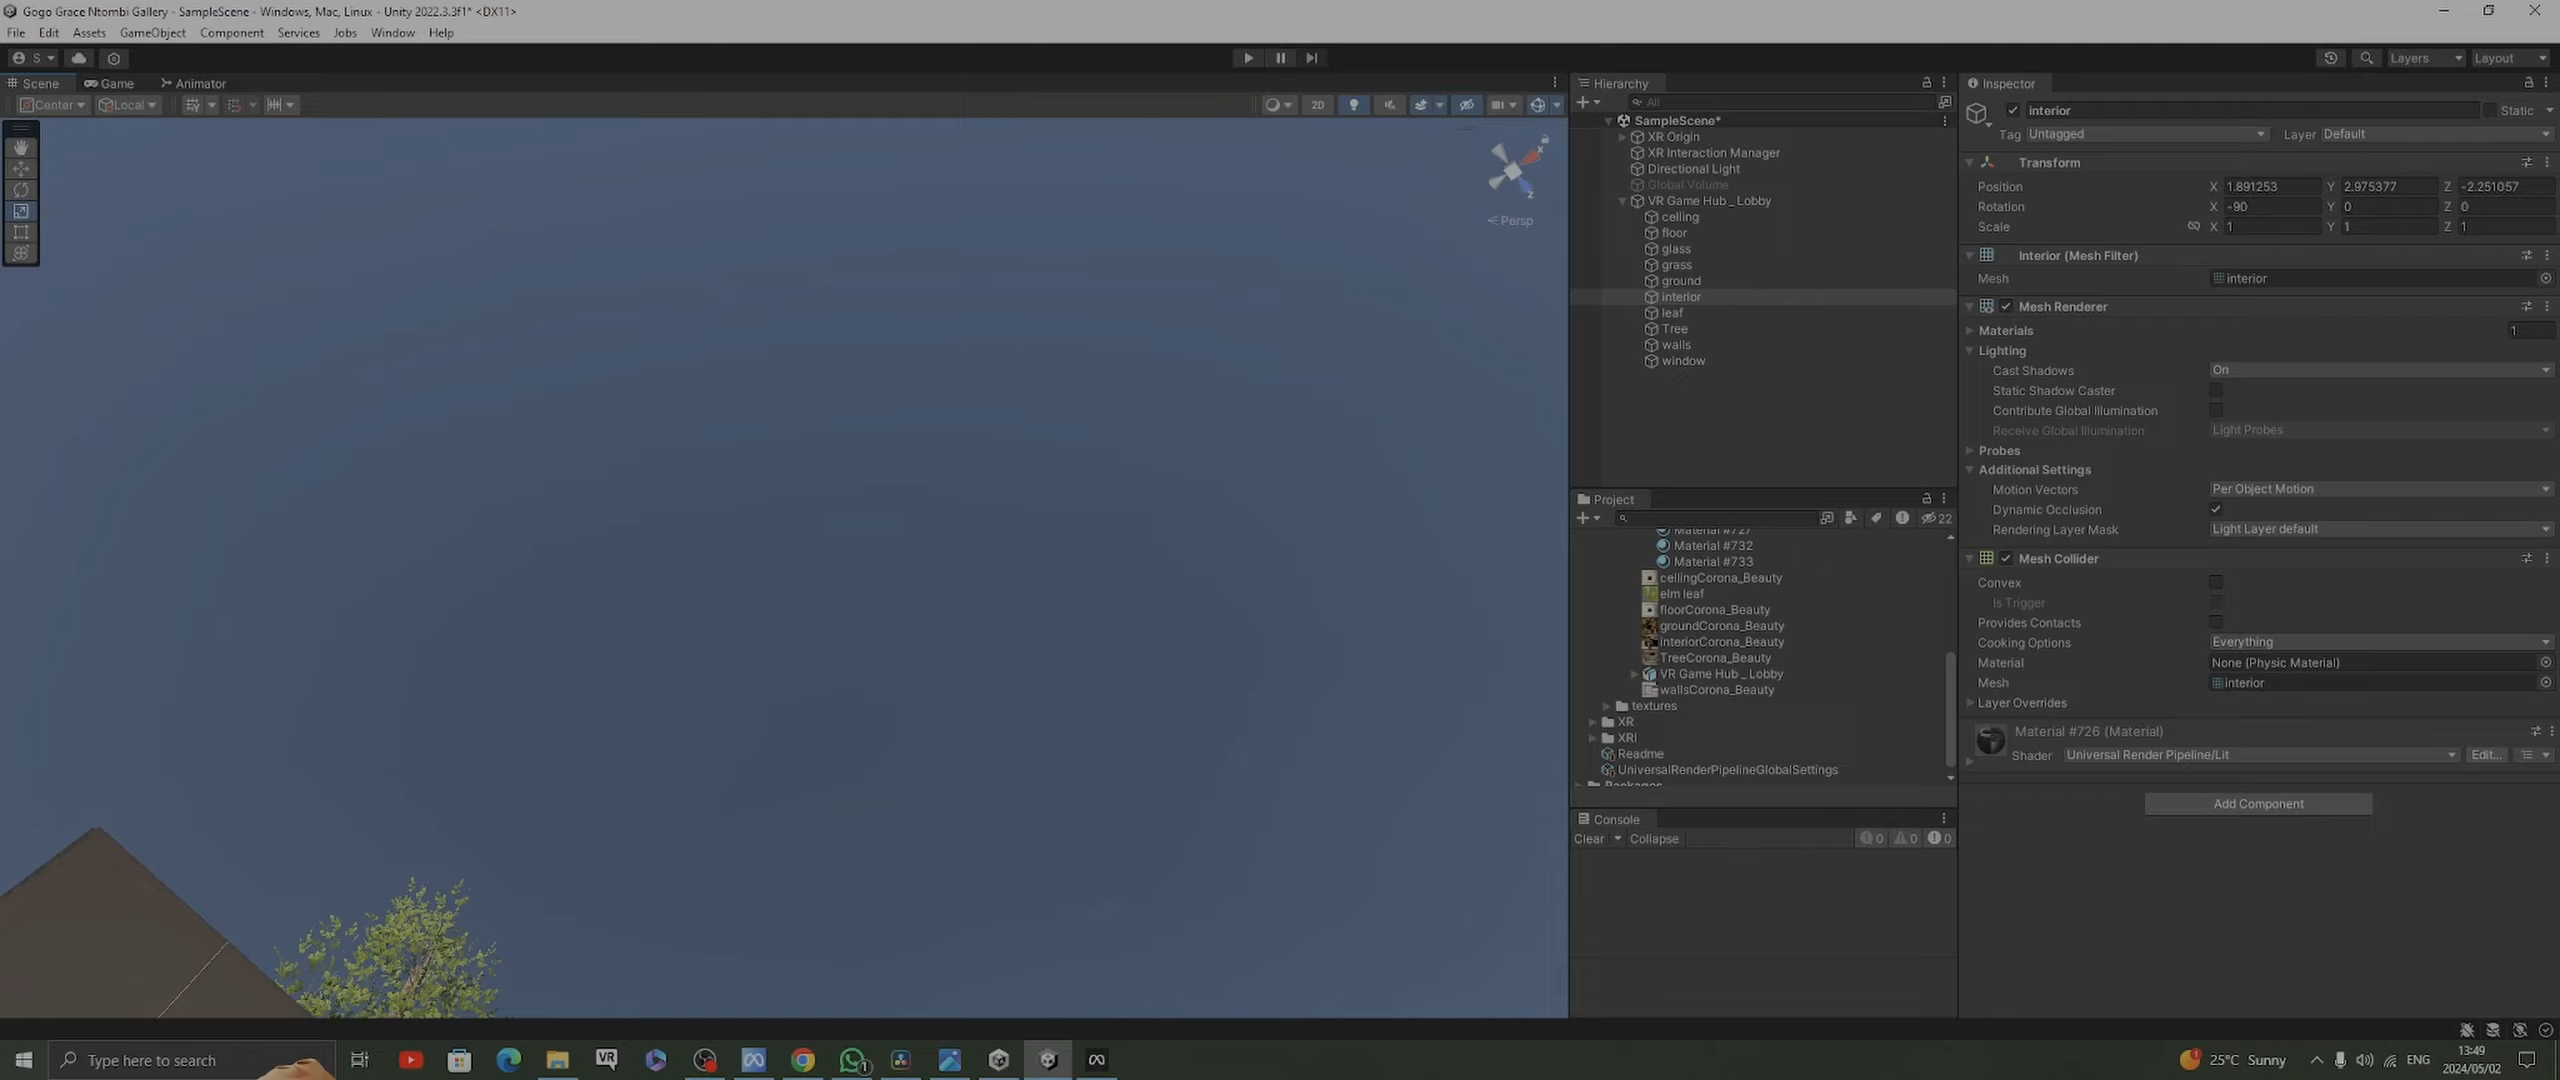 Gogo Grace Ntombi Gallery - SampleScene - Windows, Mac, Linux - Unity 2022.3.3f1* <DX11>
File Edit Assets GameObject Component Services Jobs Window Help
S Layers Layout
Scene Game Animator
Center Local 2D
Persp
Hierarchy
All
SampleScene*
XR Origin
XR Interaction Manager
Directional Light
Global Volume
VR Game Hub _ Lobby
celling
floor
glass
grass
ground
interior
leaf
Tree
walls
window
Project
22
Material #727
Material #732
Material #733
cellingCorona_Beauty
elm leaf
floorCorona_Beauty
groundCorona_Beauty
interiorCorona_Beauty
TreeCorona_Beauty
VR Game Hub _ Lobby
wallsCorona_Beauty
textures
XR
XRI
Readme
UniversalRenderPipelineGlobalSettings
Packages
Console
Clear Collapse 0 0 0
Inspector
interior Static
Tag Untagged Layer Default
Transform
Position X 1.891253 Y 2.975377 Z -2.251057
Rotation X -90 Y 0 Z 0
Scale X 1 Y 1 Z 1
Interior (Mesh Filter)
Mesh interior
Mesh Renderer
Materials 1
Lighting
Cast Shadows On
Static Shadow Caster
Contribute Global Illumination
Receive Global Illumination Light Probes
Probes
Additional Settings
Motion Vectors Per Object Motion
Dynamic Occlusion
Rendering Layer Mask Light Layer default
Mesh Collider
Convex
Is Trigger
Provides Contacts
Cooking Options Everything
Material None (Physic Material)
Mesh interior
Layer Overrides
Material #726 (Material)
Shader Universal Render Pipeline/Lit Edit...
Add Component
Type here to search VR 1 25°C Sunny ENG 13:49
2024/05/02